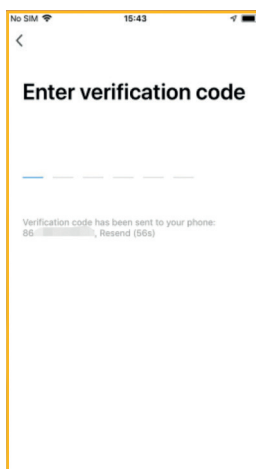 No SIM 15:43
Enter verification code
Verification code has been sent to your phone:
86 , Resend (56s)